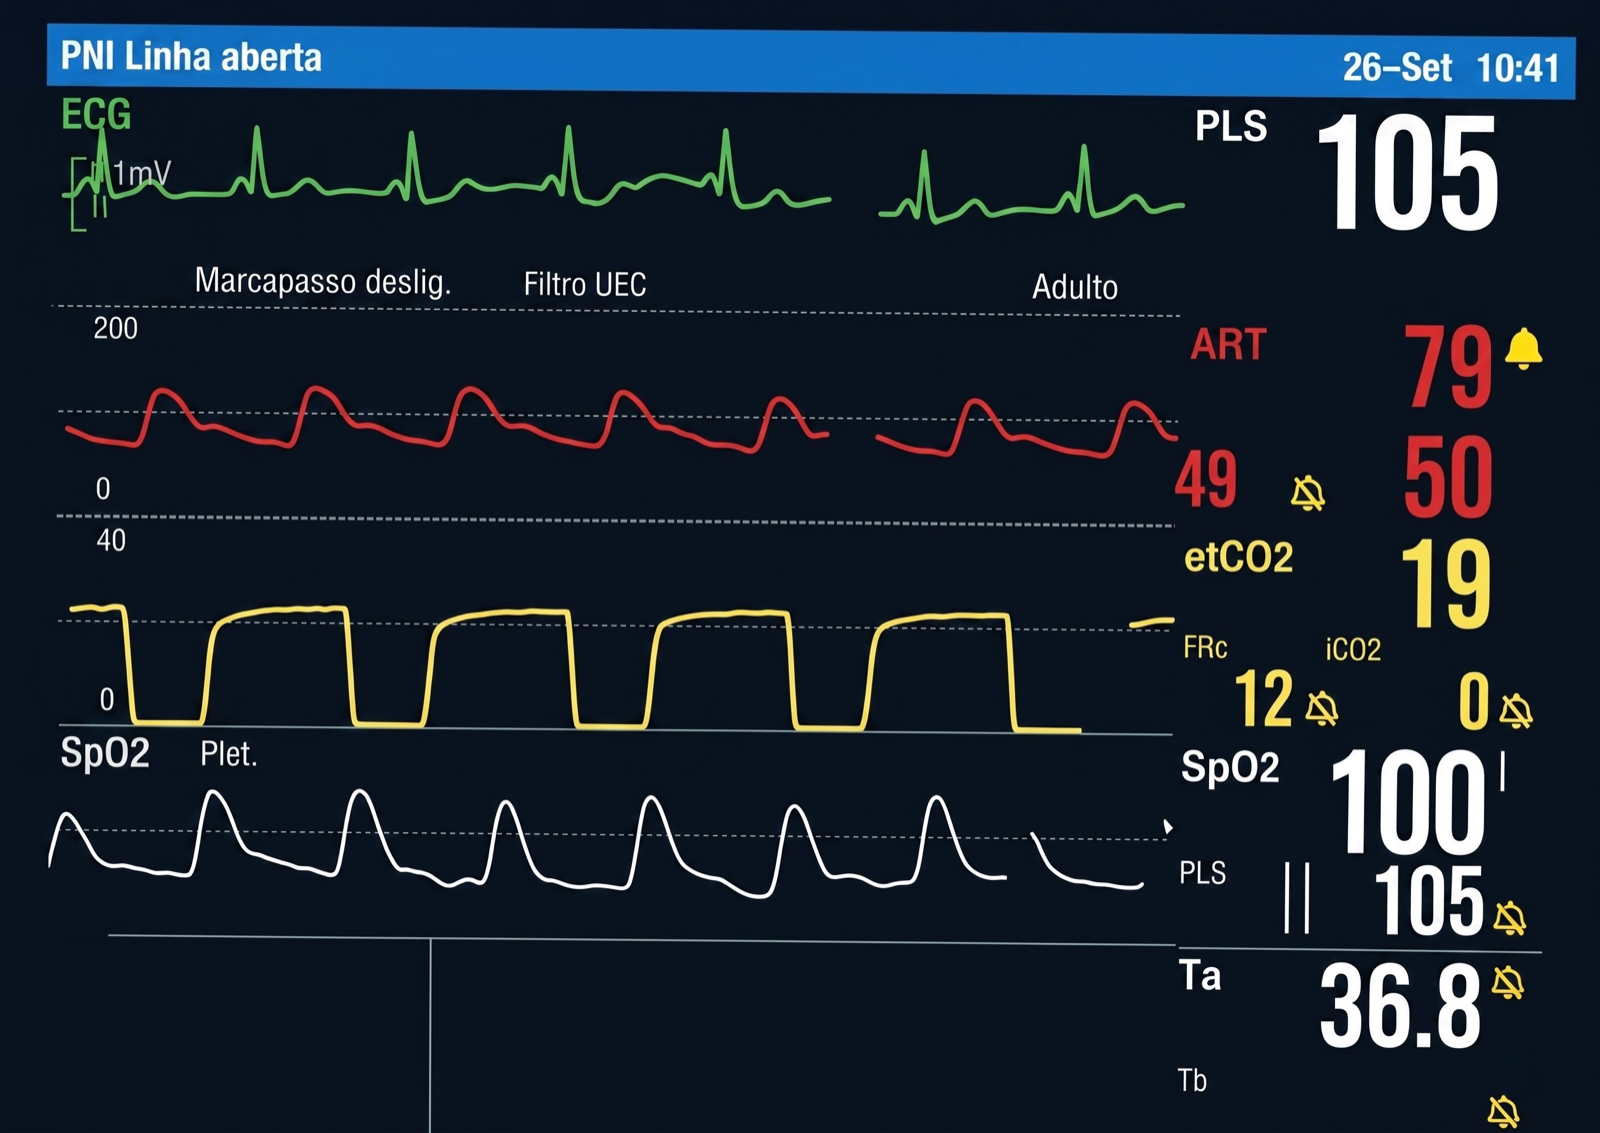 PNI Linha aberta 26-Set 10:41
ECG
1mV
PLS 105
Marcapasso deslig. Filtro UEC Adulto
200
ART 79
0
49 50
40
etCO2 19
FRc iCO2
12 0
0
SpO2 Plet.
SpO2 100
PLS 105
Ta 36.8
Tb